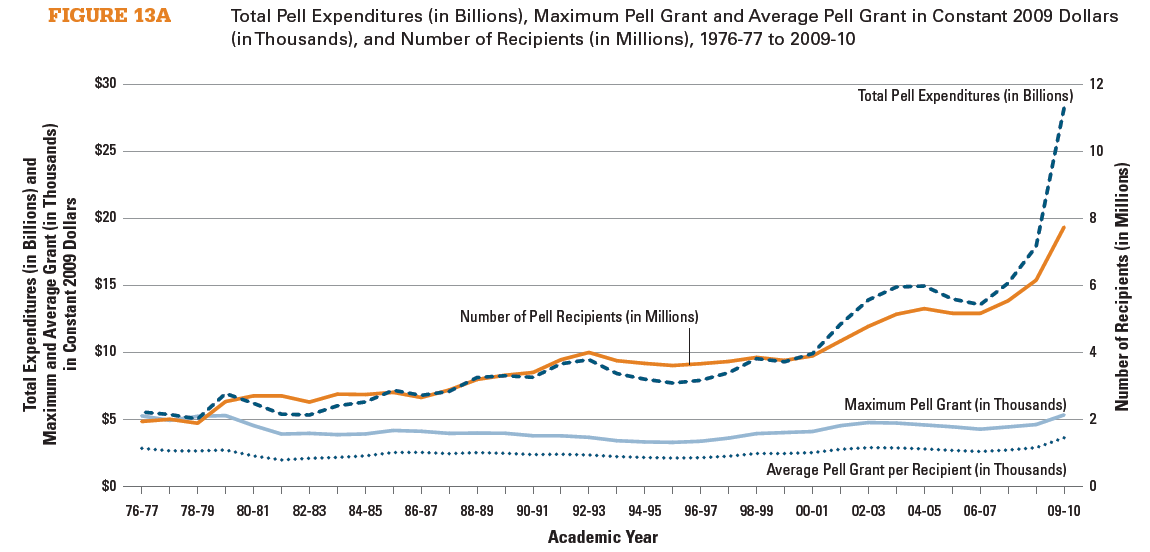 FIGURE 13A
Total Pell Expenditures (in Billions), Maximum Pell Grant and Average Pell Grant in Constant 2009 Dollars
(in Thousands), and Number of Recipients (in Millions), 1976-77 to 2009-10
Total Expenditures (in Billions) and
Maximum and Average Grant (in Thousands)
in Constant 2009 Dollars
$30
$25
$20
$15
$10
$5
$0
Total Pell Expenditures (in Billions)
Number of Pell Recipients (in Millions)
Maximum Pell Grant (in Thousands)
Average Pell Grant per Recipient (in Thousands)
12
10
8
6
4
2
0
Number of Recipients (in Millions)
76-77 78-79 80-81 82-83 84-85 86-87 88-89 90-91 92-93 94-95 96-97 98-99 00-01 02-03 04-05 06-07 09-10
Academic Year